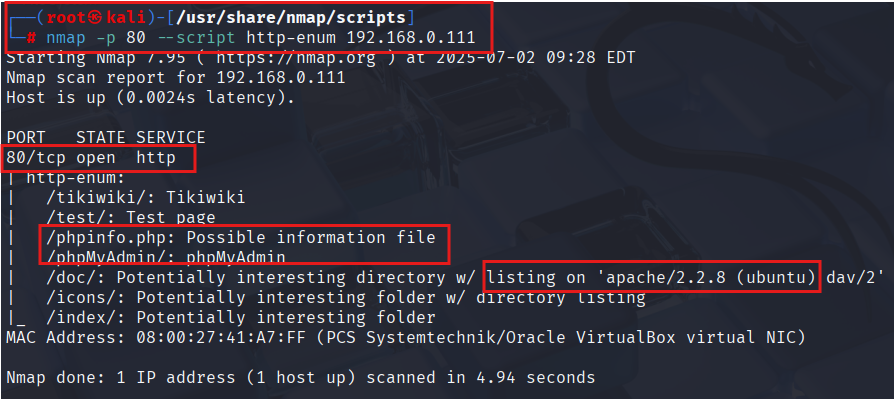 ┌──(root㉿kali)-[/usr/share/nmap/scripts]
└─# nmap -p 80 --script http-enum 192.168.0.111
Starting Nmap 7.95 ( https://nmap.org ) at 2025-07-02 09:28 EDT
Nmap scan report for 192.168.0.111
Host is up (0.0024s latency).
PORT   STATE SERVICE
80/tcp open  http
| http-enum:
|   /tikiwiki/: Tikiwiki
|   /test/: Test page
|   /phpinfo.php: Possible information file
|   /phpMyAdmin/: phpMyAdmin
|   /doc/: Potentially interesting directory w/ listing on 'apache/2.2.8 (ubuntu) dav/2'
|   /icons/: Potentially interesting folder w/ directory listing
|_  /index/: Potentially interesting folder
MAC Address: 08:00:27:41:A7:FF (PCS Systemtechnik/Oracle VirtualBox virtual NIC)
Nmap done: 1 IP address (1 host up) scanned in 4.94 seconds